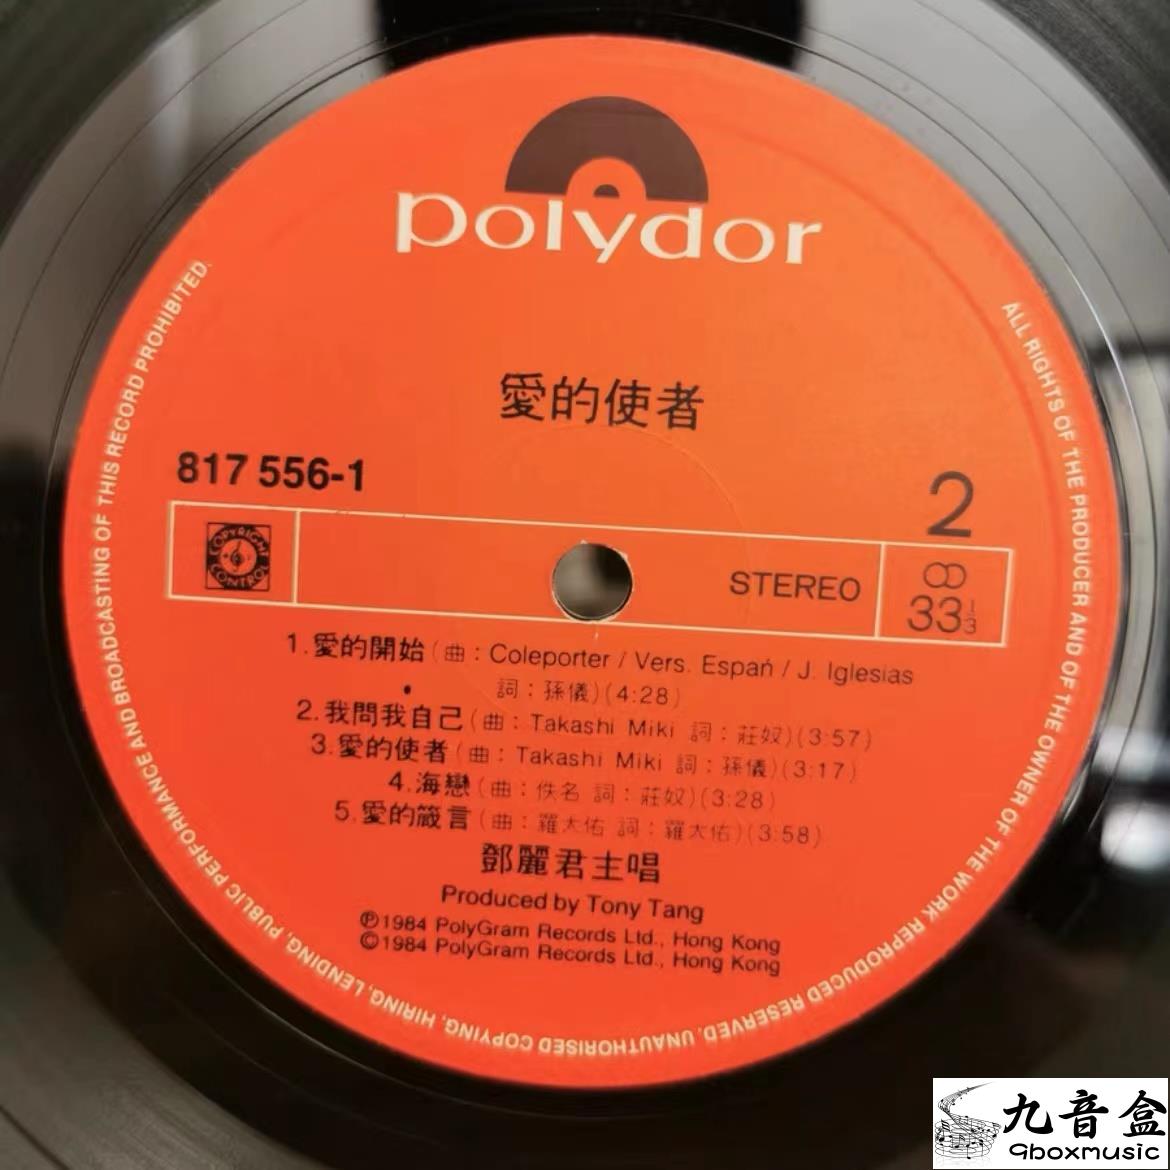 polydor
愛的使者
817 556-1
2
COPYRIGHT CONTROL
STEREO
33 1/3
1.愛的開始(曲:Coleporter / Vers. Españ / J. Iglesias
詞:孫儀)(4:28)
2.我問我自己(曲:Takashi Miki 詞:莊奴)(3:57)
3.愛的使者(曲:Takashi Miki 詞:孫儀)(3:17)
4.海戀(曲:佚名 詞:莊奴)(3:28)
5.愛的箴言(曲:羅大佑 詞:羅大佑)(3:58)
鄧麗君主唱
Produced by Tony Tang
℗1984 PolyGram Records Ltd., Hong Kong
©1984 PolyGram Records Ltd., Hong Kong
ALL RIGHTS OF THE PRODUCER AND OF THE OWNER OF THE WORK REPRODUCED RESERVED. UNAUTHORISED COPYING, HIRING, LENDING, PUBLIC PERFORMANCE AND BROADCASTING OF THIS RECORD PROHIBITED.
九音盒
9boxmusic